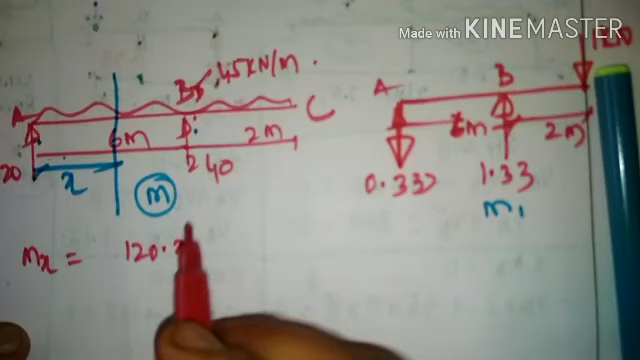 Made with KINEMASTER
B 45KN/m.
A
C
6m
2m
20
x
240
m
Mx = 120.x
A
B
6m
2m
0.333
1.33
m1